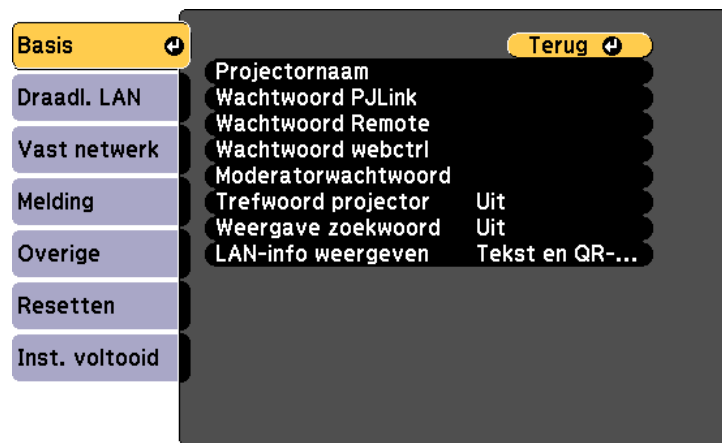 Basis
Draadl. LAN
Vast netwerk
Melding
Overige
Resetten
Inst. voltooid
Terug
Projectornaam
Wachtwoord PJLink
Wachtwoord Remote
Wachtwoord webctrl
Moderatorwachtwoord
Trefwoord projector Uit
Weergave zoekwoord Uit
LAN-info weergeven Tekst en QR-...